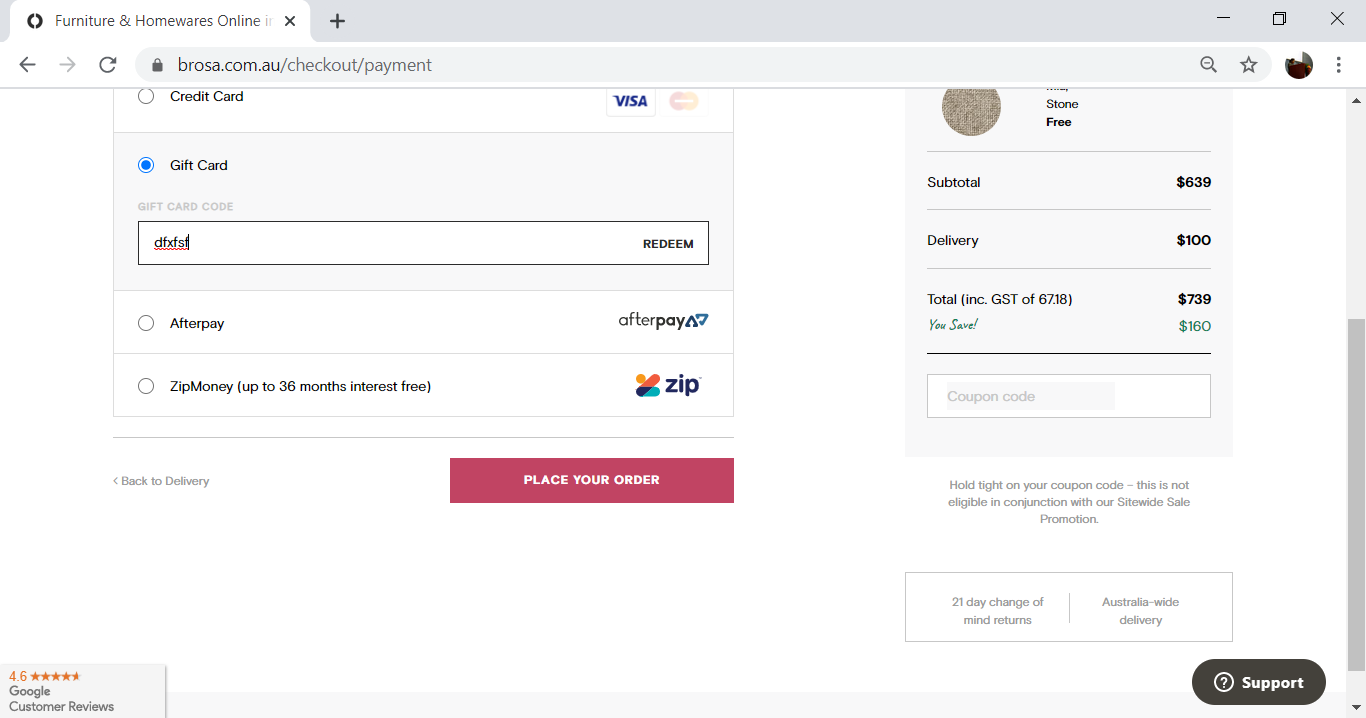 Furniture & Homewares Online in
brosa.com.au/checkout/payment
Credit Card
VISA
Gift Card
GIFT CARD CODE
dfxfsf
REDEEM
Afterpay
afterpay
ZipMoney (up to 36 months interest free)
zip
< Back to Delivery
PLACE YOUR ORDER
Stone
Free
Subtotal
$639
Delivery
$100
Total (inc. GST of 67.18)
$739
You Save!
$160
Coupon code
Hold tight on your coupon code – this is not
eligible in conjunction with our Sitewide Sale
Promotion.
21 day change of
mind returns
Australia-wide
delivery
4.6
Google
Customer Reviews
Support